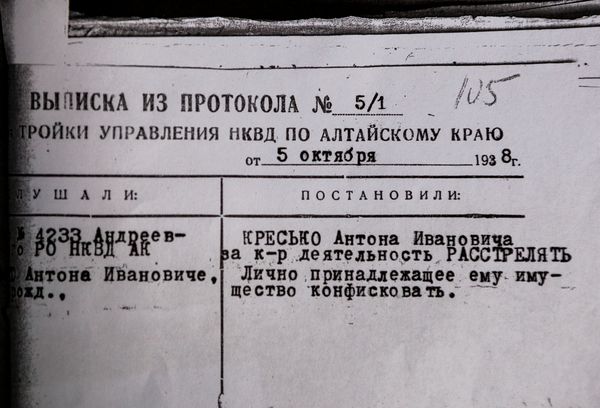 105
ВЫПИСКА ИЗ ПРОТОКОЛА № 5/1
ТРОЙКИ УПРАВЛЕНИЯ НКВД ПО АЛТАЙСКОМУ КРАЮ
от 5 октября 1938г.
УШАЛИ:
ПОСТАНОВИЛИ:
№ 4233 Андреев-
о РО НКВД АК
Антона Ивановиче,
рожд.,
КРЕСЬКО Антона Ивановича
за к-р деятельность РАССТРЕЛЯТЬ
Лично принадлежащее ему иму-
щество конфисковать.